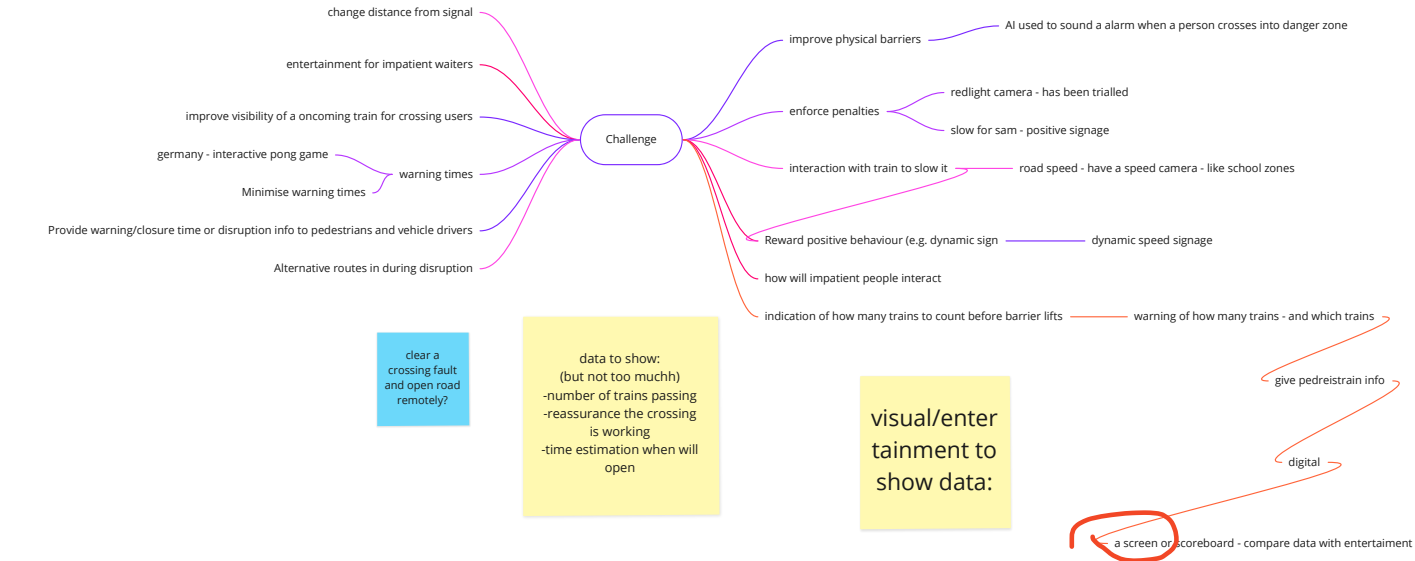 change distance from signal
entertainment for impatient waiters
improve visibility of a oncoming train for crossing users
germany - interactive pong game
warning times
Minimise warning times
Provide warning/closure time or disruption info to pedestrians and vehicle drivers
Alternative routes in during disruption
Challenge
improve physical barriers
AI used to sound a alarm when a person crosses into danger zone
enforce penalties
redlight camera - has been trialled
slow for sam - positive signage
interaction with train to slow it
road speed - have a speed camera - like school zones
Reward positive behaviour (e.g. dynamic sign
dynamic speed signage
how will impatient people interact
indication of how many trains to count before barrier lifts
warning of how many trains - and which trains
give pedreistrain info
digital
a screen or scoreboard - compare data with entertaiment
clear a
crossing fault
and open road
remotely?
data to show:
(but not too muchh)
-number of trains passing
-reassurance the crossing
is working
-time estimation when will
open
visual/enter
tainment to
show data: